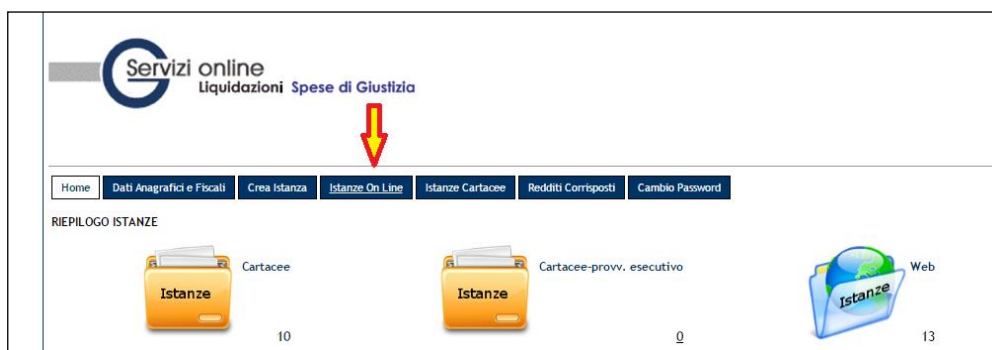 Servizi online
Liquidazioni Spese di Giustizia
Home Dati Anagrafici e Fiscali Crea Istanza Istanze On Line Istanze Cartacee Redditi Corrisposti Cambio Password
RIEPILOGO ISTANZE
Cartacee Cartacee-provv. esecutivo Web
Istanze Istanze Istanze
10 0 13